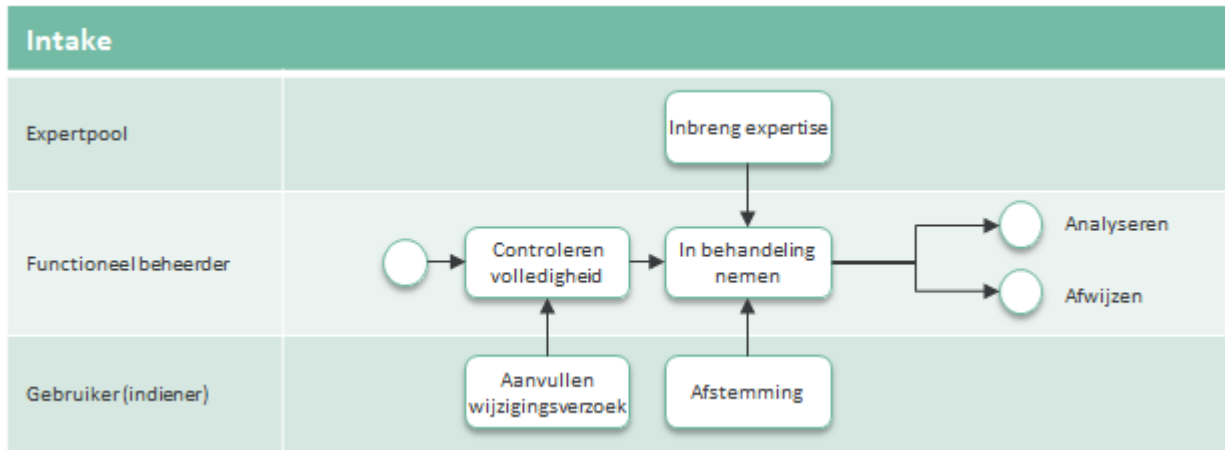 Intake
Expertpool
Inbreng expertise
Functioneel beheerder
Controleren
volledigheid
In behandeling
nemen
Analyseren
Afwijzen
Gebruiker (indiener)
Aanvullen
wijzigingsverzoek
Afstemming